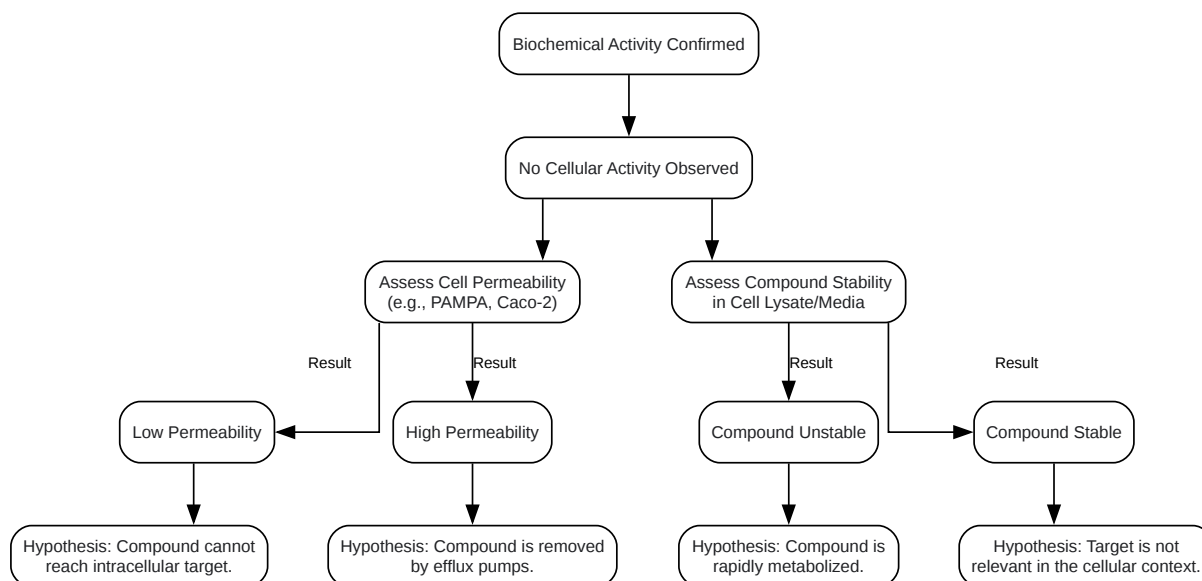 Biochemical Activity Confirmed
No Cellular Activity Observed
Assess Cell Permeability
(e.g., PAMPA, Caco-2)
Assess Compound Stability
in Cell Lysate/Media
Result
Result
Result
Result
Low Permeability
High Permeability
Compound Unstable
Compound Stable
Hypothesis: Compound cannot
reach intracellular target.
Hypothesis: Compound is removed
by efflux pumps.
Hypothesis: Compound is
rapidly metabolized.
Hypothesis: Target is not
relevant in the cellular context.